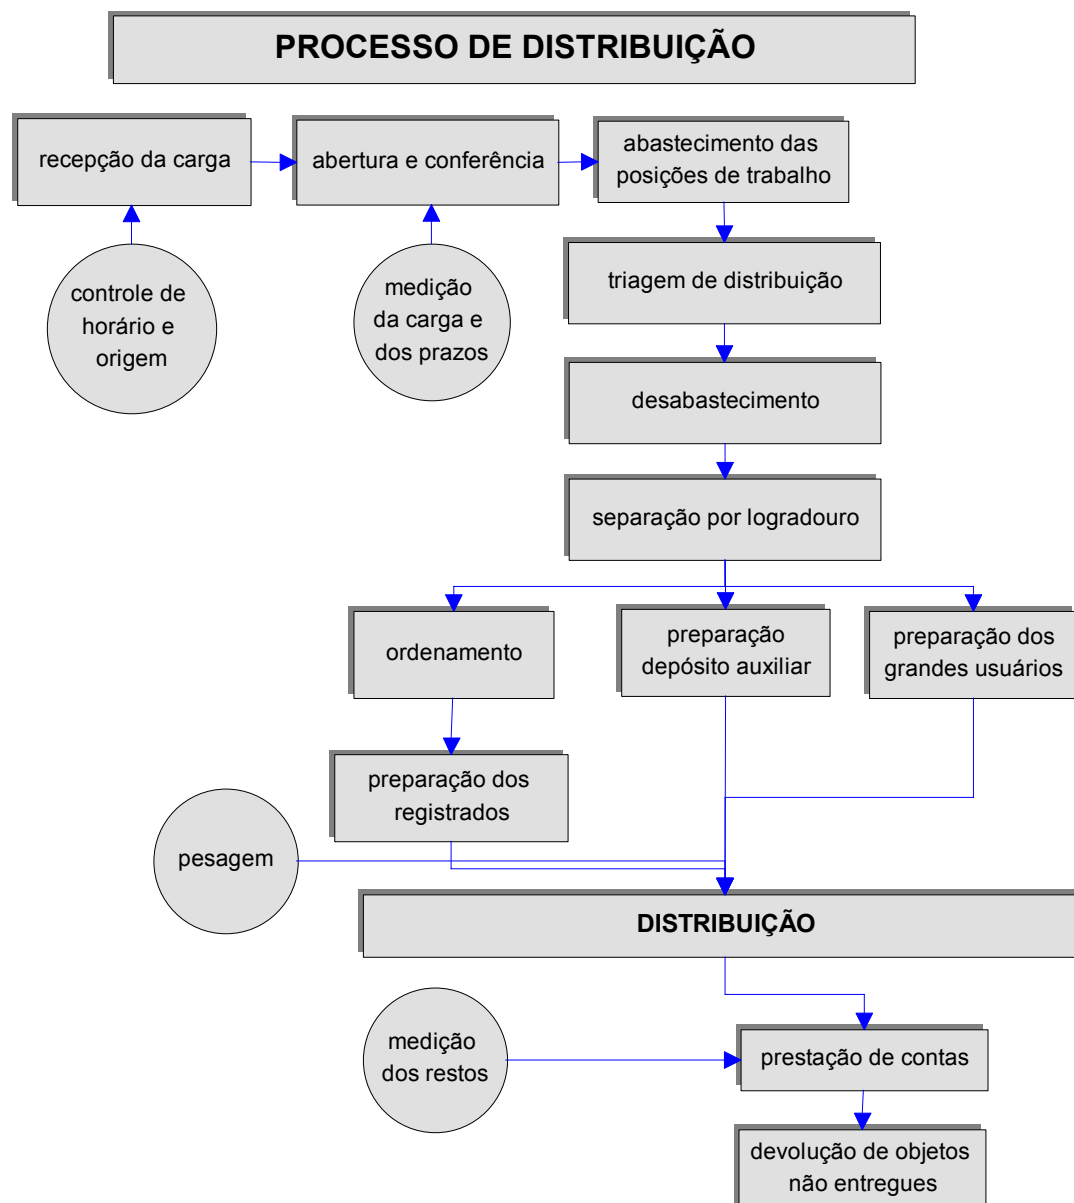 PROCESSO DE DISTRIBUIÇÃO
recepção da carga
abertura e conferência
abastecimento das
posições de trabalho
controle de
horário e
origem
medição
da carga e
dos prazos
triagem de distribuição
desabastecimento
separação por logradouro
ordenamento
preparação
depósito auxiliar
preparação dos
grandes usuários
preparação dos
registrados
pesagem
DISTRIBUIÇÃO
medição
dos restos
prestação de contas
devolução de objetos
não entregues